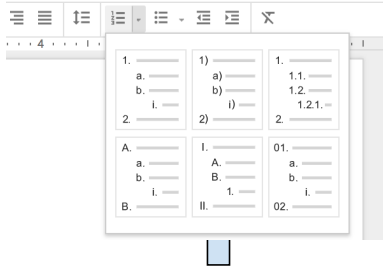 4
1.
a.
b.
i.
2.
1)
a)
b)
i)
2)
1.
1.1.
1.2.
1.2.1.
2.
A.
a.
b.
i.
B.
I.
A.
B.
1.
II.
01.
a.
b.
i.
02.